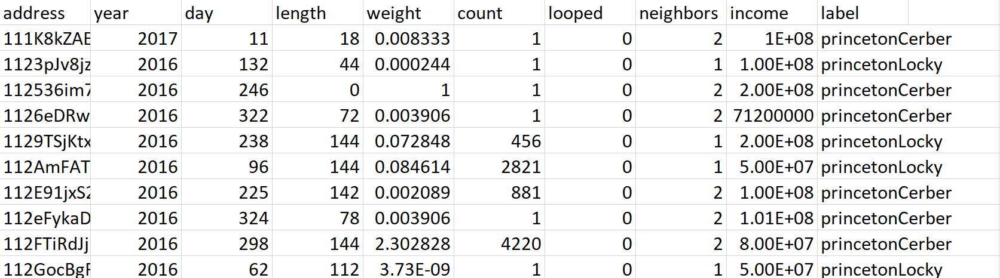 address year day length weight count looped neighbors income label
111K8kZAE 2017 11 18 0.008333 1 0 2 1E+08 princetonCerber
1123pJv8jz 2016 132 44 0.000244 1 0 1 1.00E+08 princetonLocky
112536im7 2016 246 0 1 1 0 2 2.00E+08 princetonCerber
1126eDRw 2016 322 72 0.003906 1 0 2 71200000 princetonCerber
1129TSjKtx 2016 238 144 0.072848 456 0 1 2.00E+08 princetonLocky
112AmFAT 2016 96 144 0.084614 2821 0 1 5.00E+07 princetonLocky
112E91jxS2 2016 225 142 0.002089 881 0 2 1.00E+08 princetonCerber
112eFykaD 2016 324 78 0.003906 1 0 2 1.01E+08 princetonCerber
112FTiRdJj 2016 298 144 2.302828 4220 0 2 8.00E+07 princetonCerber
112GocBgF 2016 62 112 3.73E-09 1 0 1 5.00E+07 princetonLocky